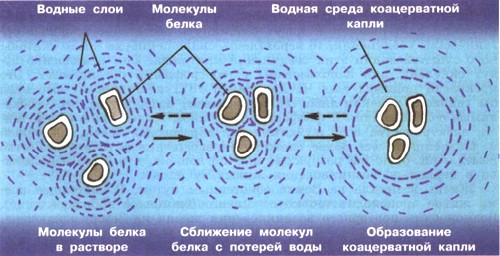 Водные слои
Молекулы
белка
Водная среда коацерватной
капли
Молекулы белка
в растворе
Сближение молекул
белка с потерей воды
Образование
коацерватной капли